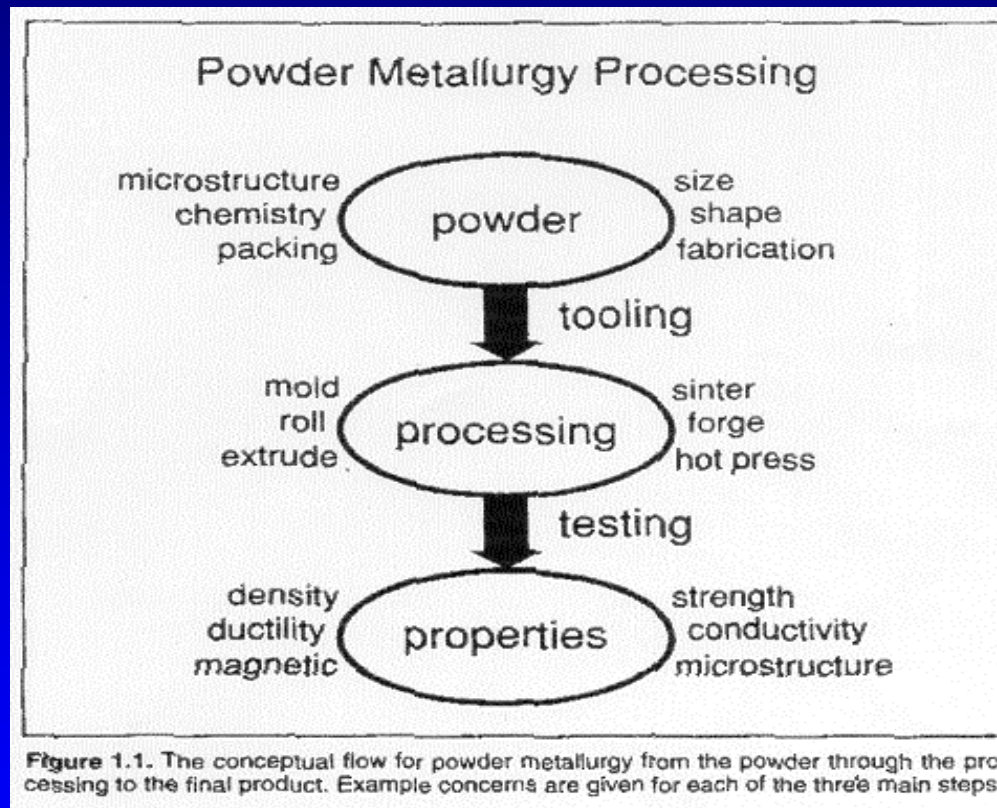 Powder Metallurgy Processing
microstructure
chemistry
packing
powder
size
shape
fabrication
tooling
mold
roll
extrude
processing
sinter
forge
hot press
testing
density
ductility
magnetic
properties
strength
conductivity
microstructure
Figure 1.1. The conceptual flow for powder metallurgy from the powder through the pro
cessing to the final product. Example concerns are given for each of the three main steps